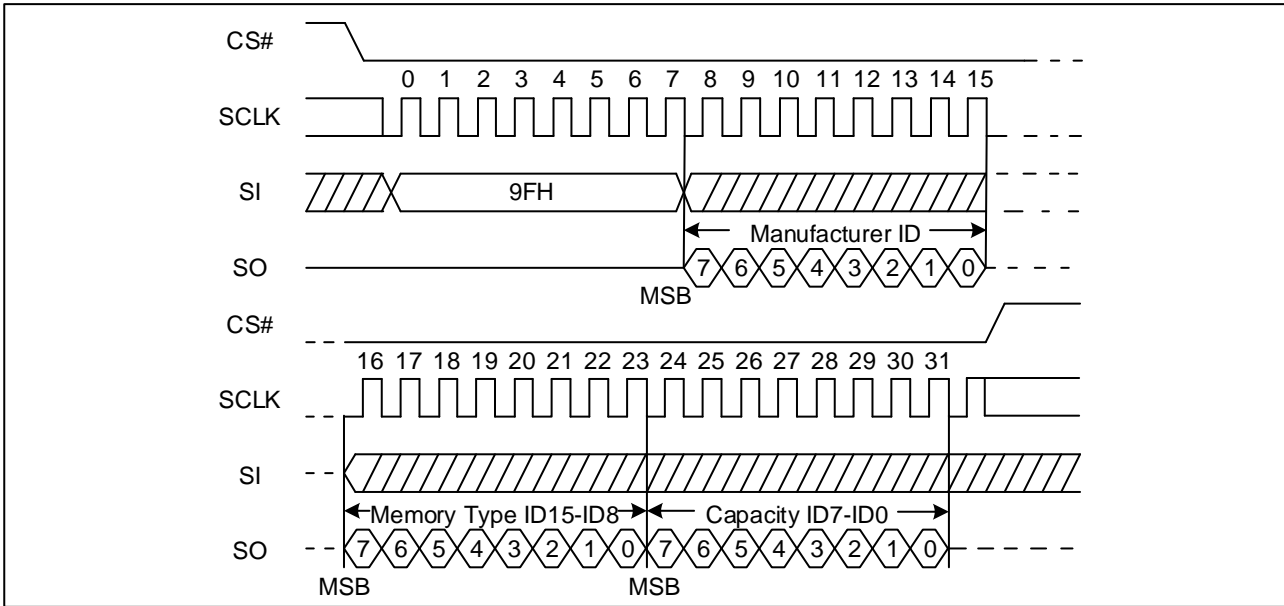 CS#
0 1 2 3 4 5 6 7 8 9 10 11 12 13 14 15
SCLK
SI 9FH
Manufacturer ID
SO 7 6 5 4 3 2 1 0
MSB
CS#
16 17 18 19 20 21 22 23 24 25 26 27 28 29 30 31
SCLK
SI
Memory Type ID15-ID8 Capacity ID7-ID0
SO 7 6 5 4 3 2 1 0 7 6 5 4 3 2 1 0
MSB MSB